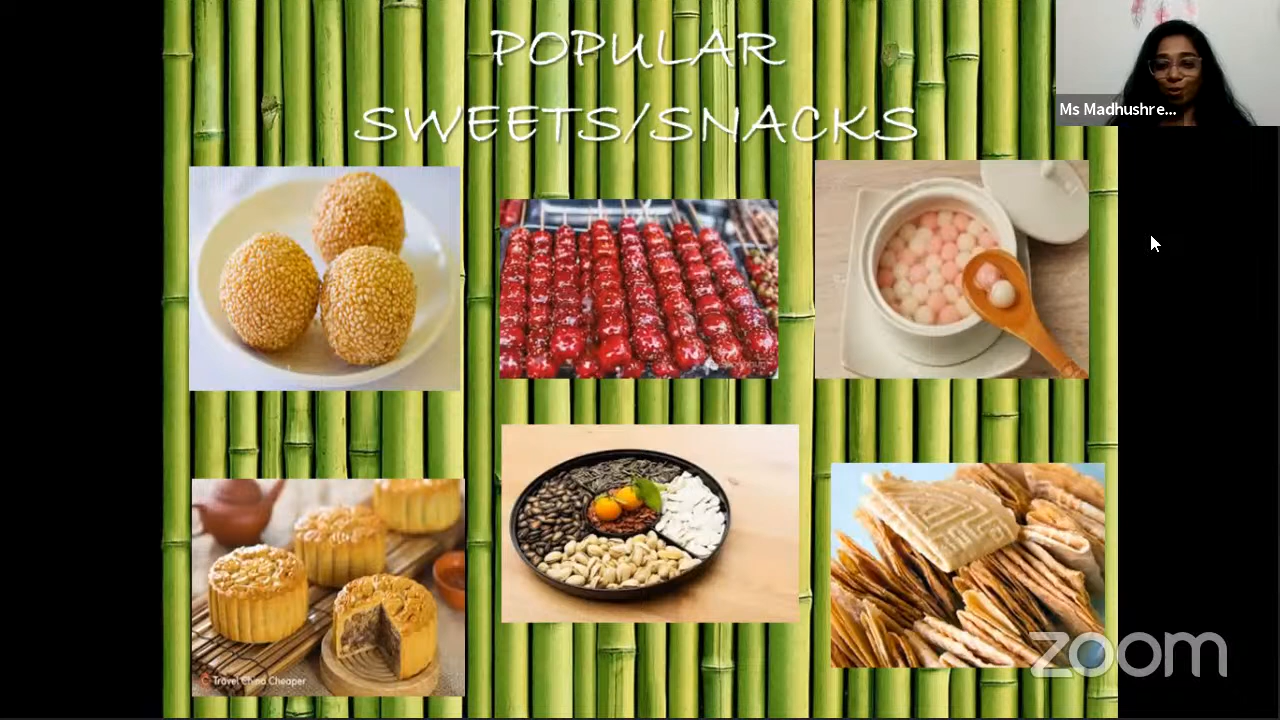 POPULAR
SWEETS/SNACKS
Ms Madhushre...
Travel China Cheaper
zoom